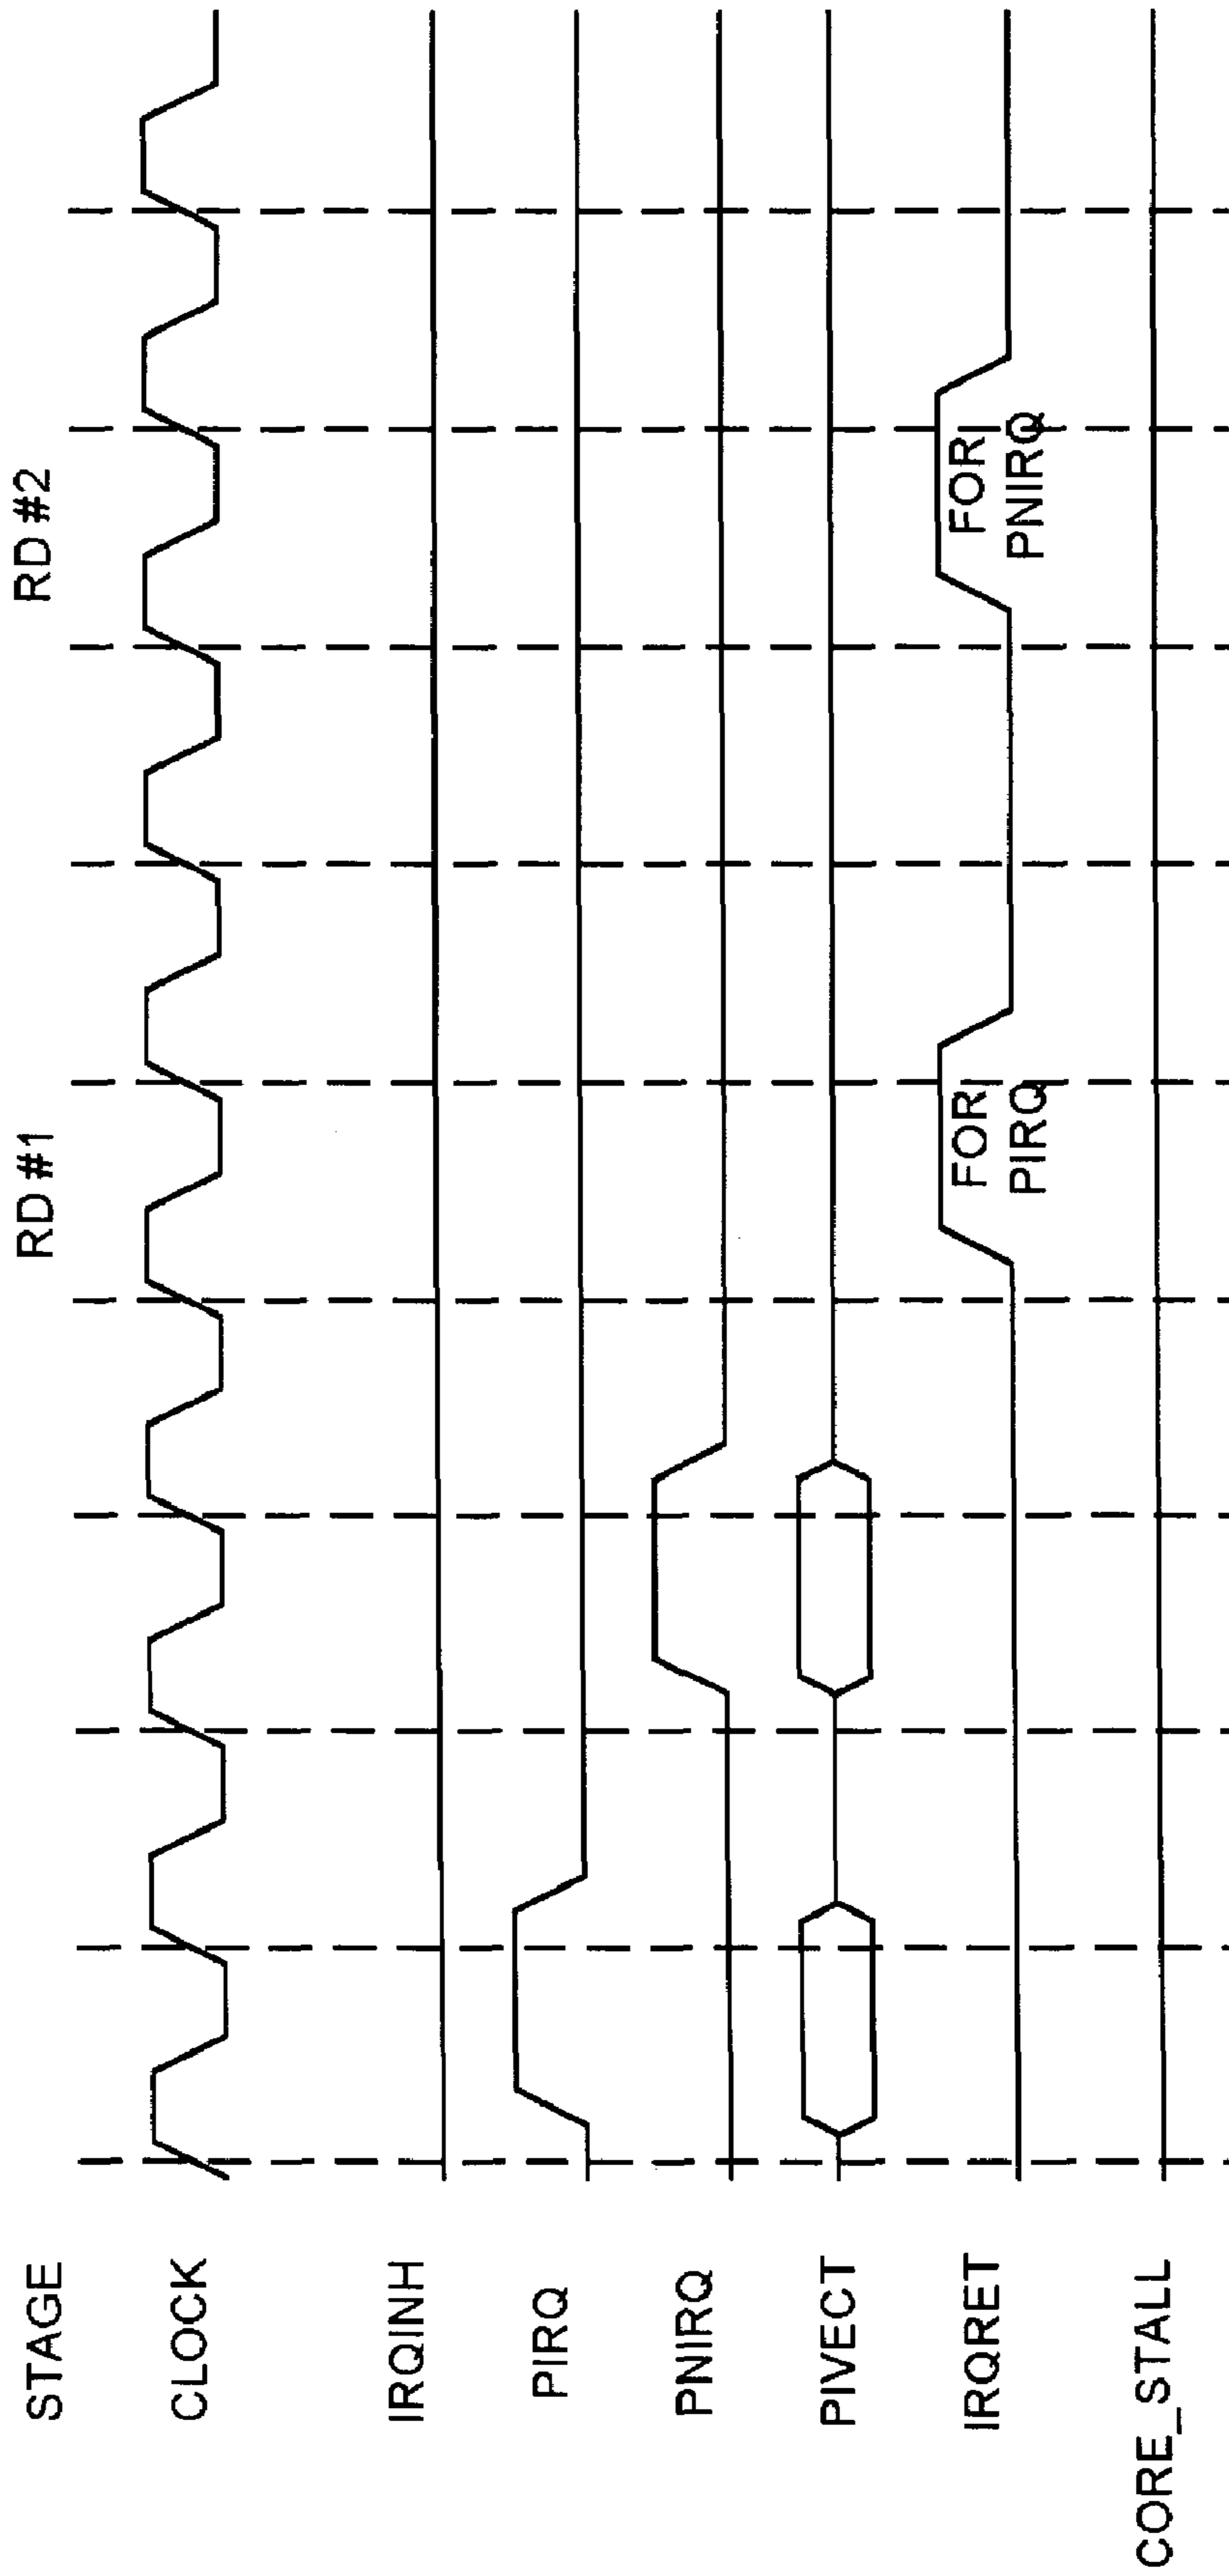 STAGE
RD #1
RD #2
CLOCK
IRQINH
PIRQ
PNIRQ
PIVECT
IRQRET
FOR
PIRQ
FOR
PNIRQ
CORE_STALL